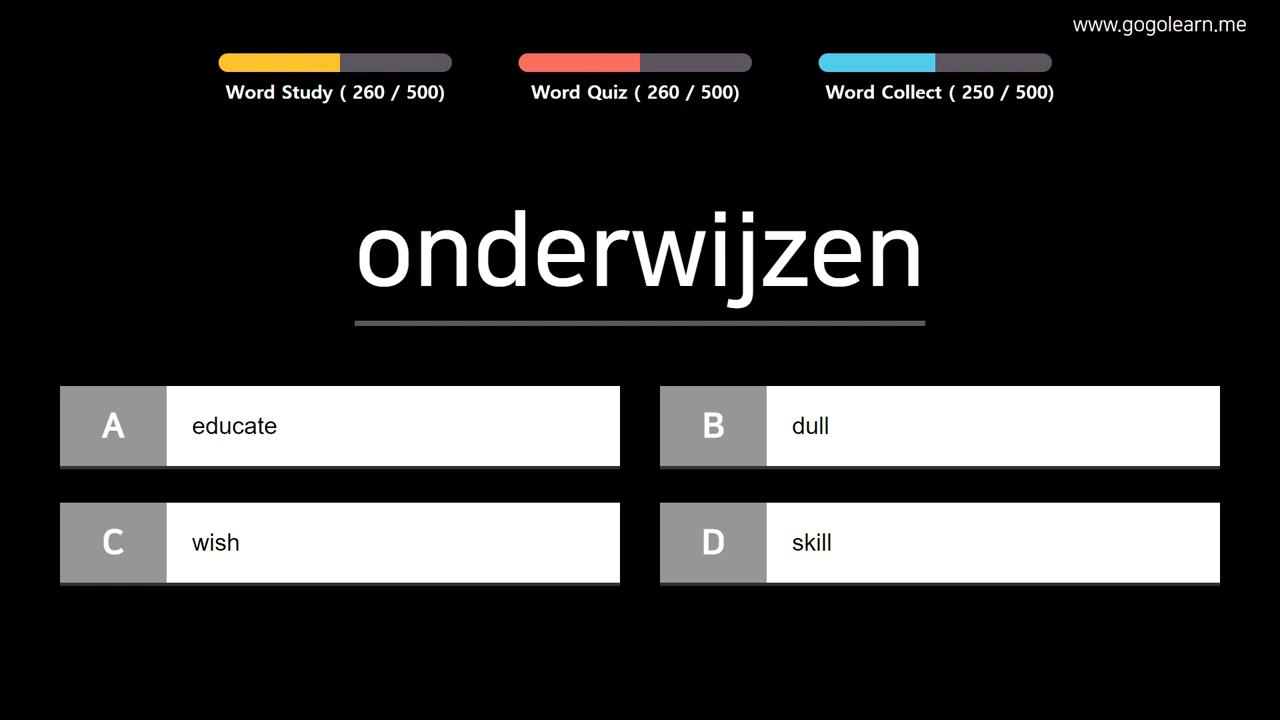 www.gogolearn.me
Word Study ( 260 / 500)
Word Quiz ( 260 / 500)
Word Collect ( 250 / 500)
onderwijzen
A educate
B dull
C wish
D skill